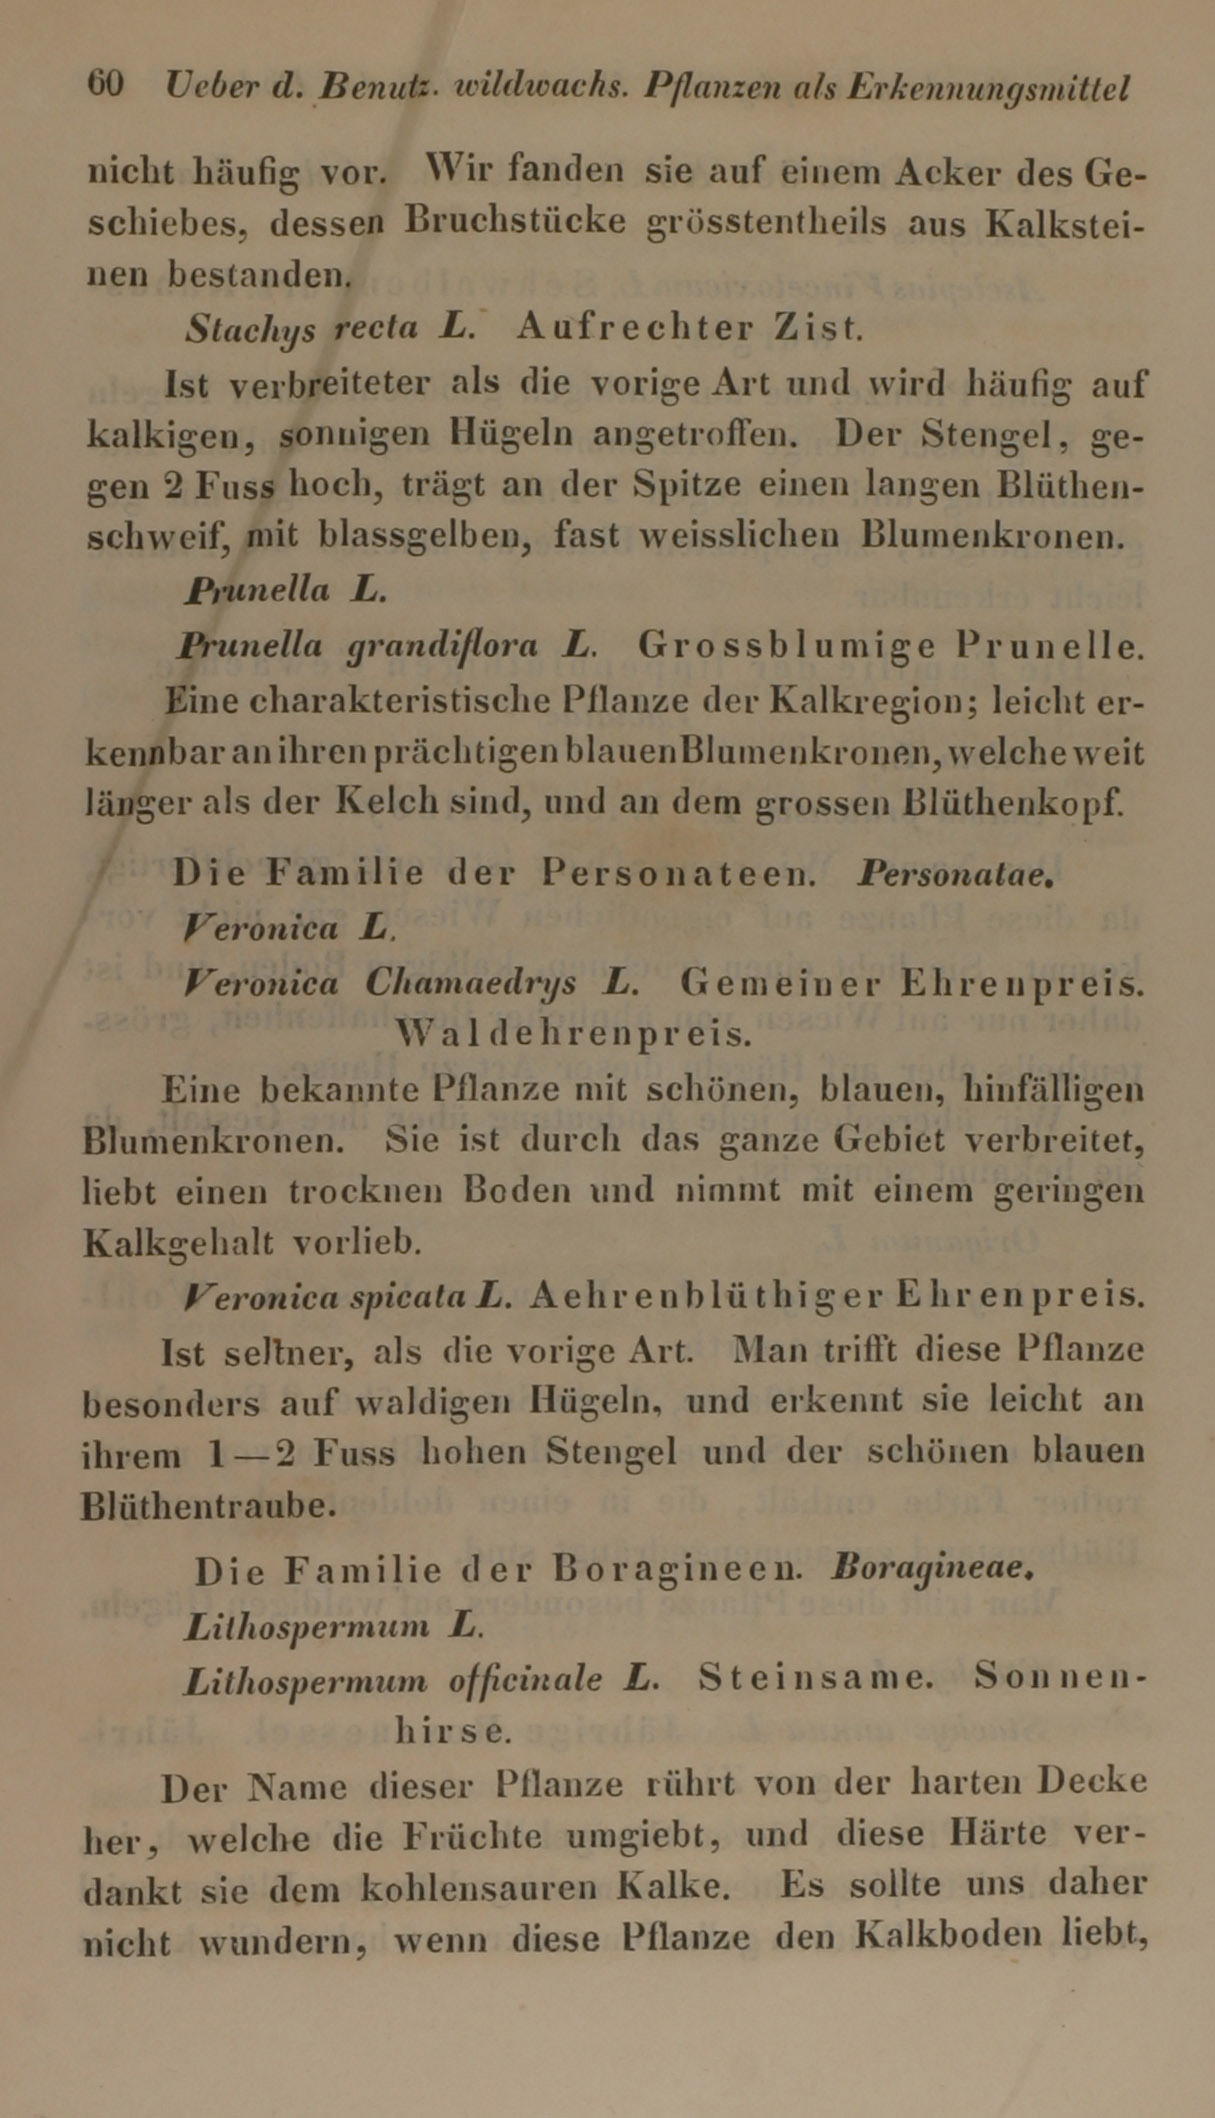 60 Ueber d. Benutz. wildwachs. Pflanzen als Erkennungsmittel
nicht häufig vor. Wir fanden sie auf einem Acker des Ge-
schiebes, dessen Bruchstücke grösstentheils aus Kalkstei-
nen bestanden.
Stachys recta L. Aufrechter Zist.
Ist verbreiteter als die vorige Art und wird häufig auf
kalkigen, sonnigen Hügeln angetroffen. Der Stengel, ge-
gen 2 Fuss hoch, trägt an der Spitze einen langen Blüthen-
schweif, mit blassgelben, fast weisslichen Blumenkronen.
Prunella L.
Prunella grandiflora L. Grossblumige Prunelle.
Eine charakteristische Pflanze der Kalkregion; leicht er-
kennbar an ihren prächtigen blauen Blumenkronen, welche weit
länger als der Kelch sind, und an dem grossen Blüthenkopf.
Die Familie der Personateen. Personatae.
Veronica L.
Veronica Chamaedrys L. Gemeiner Ehrenpreis.
Waldehrenpreis.
Eine bekannte Pflanze mit schönen, blauen, hinfälligen
Blumenkronen. Sie ist durch das ganze Gebiet verbreitet,
liebt einen trocknen Boden und nimmt mit einem geringen
Kalkgehalt vorlieb.
Veronica spicata L. Aehrenblüthiger Ehrenpreis.
Ist seltner, als die vorige Art. Man trifft diese Pflanze
besonders auf waldigen Hügeln, und erkennt sie leicht an
ihrem 1—2 Fuss hohen Stengel und der schönen blauen
Blüthentraube.
Die Familie der Boragineen. Boragineae.
Lithospermum L.
Lithospermum officinale L. Steinsame. Sonnen-
hirse.
Der Name dieser Pflanze rührt von der harten Decke
her, welche die Früchte umgiebt, und diese Härte ver-
dankt sie dem kohlensauren Kalke. Es sollte uns daher
nicht wundern, wenn diese Pflanze den Kalkboden liebt,